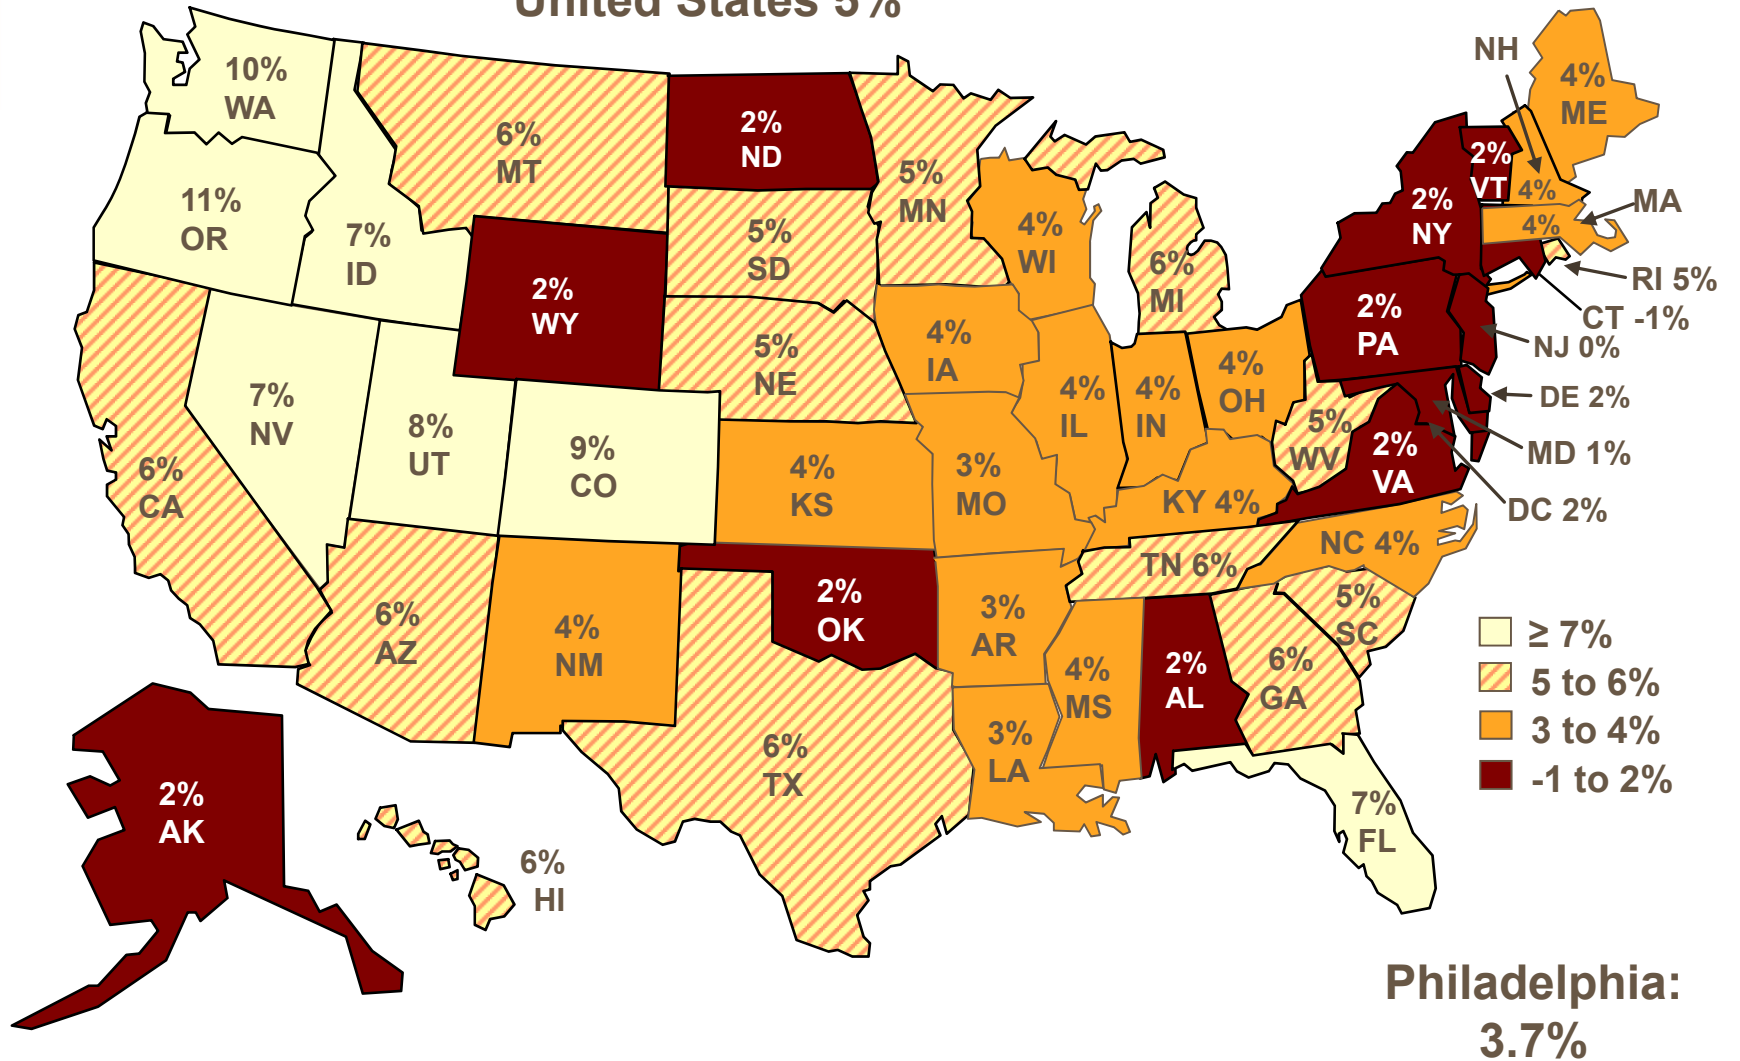 United States 5%
10%
WA
11%
OR
7%
ID
6%
MT
2%
ND
5%
MN
5%
SD
2%
WY
5%
NE
4%
WI
6%
MI
4%
IA
4%
IL
4%
IN
4%
OH
2%
PA
2%
NY
2%
VT
NH
4%
4%
ME
4%
MA
RI 5%
CT -1%
NJ 0%
DE 2%
MD 1%
DC 2%
5%
WV
2%
VA
KY 4%
NC 4%
TN 6%
5%
SC
6%
GA
2%
AL
4%
MS
3%
LA
3%
AR
3%
MO
4%
KS
2%
OK
6%
TX
4%
NM
6%
AZ
9%
CO
8%
UT
7%
NV
6%
CA
2%
AK
6%
HI
7%
FL
≥ 7%
5 to 6%
3 to 4%
-1 to 2%
Philadelphia:
3.7%